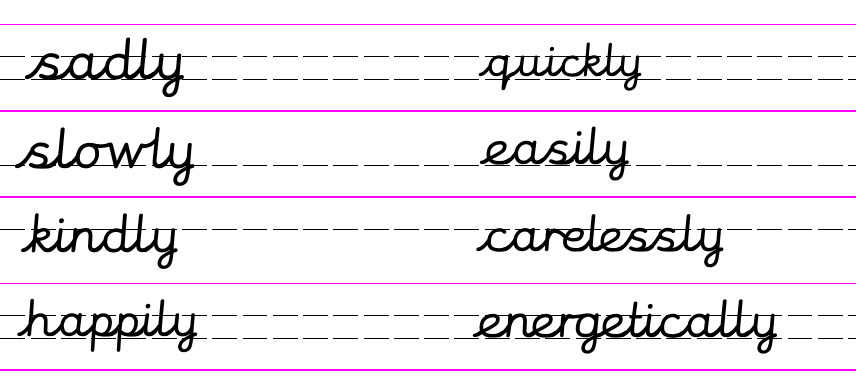 sadly quickly
slowly easily
kindly carelessly
happily energetically